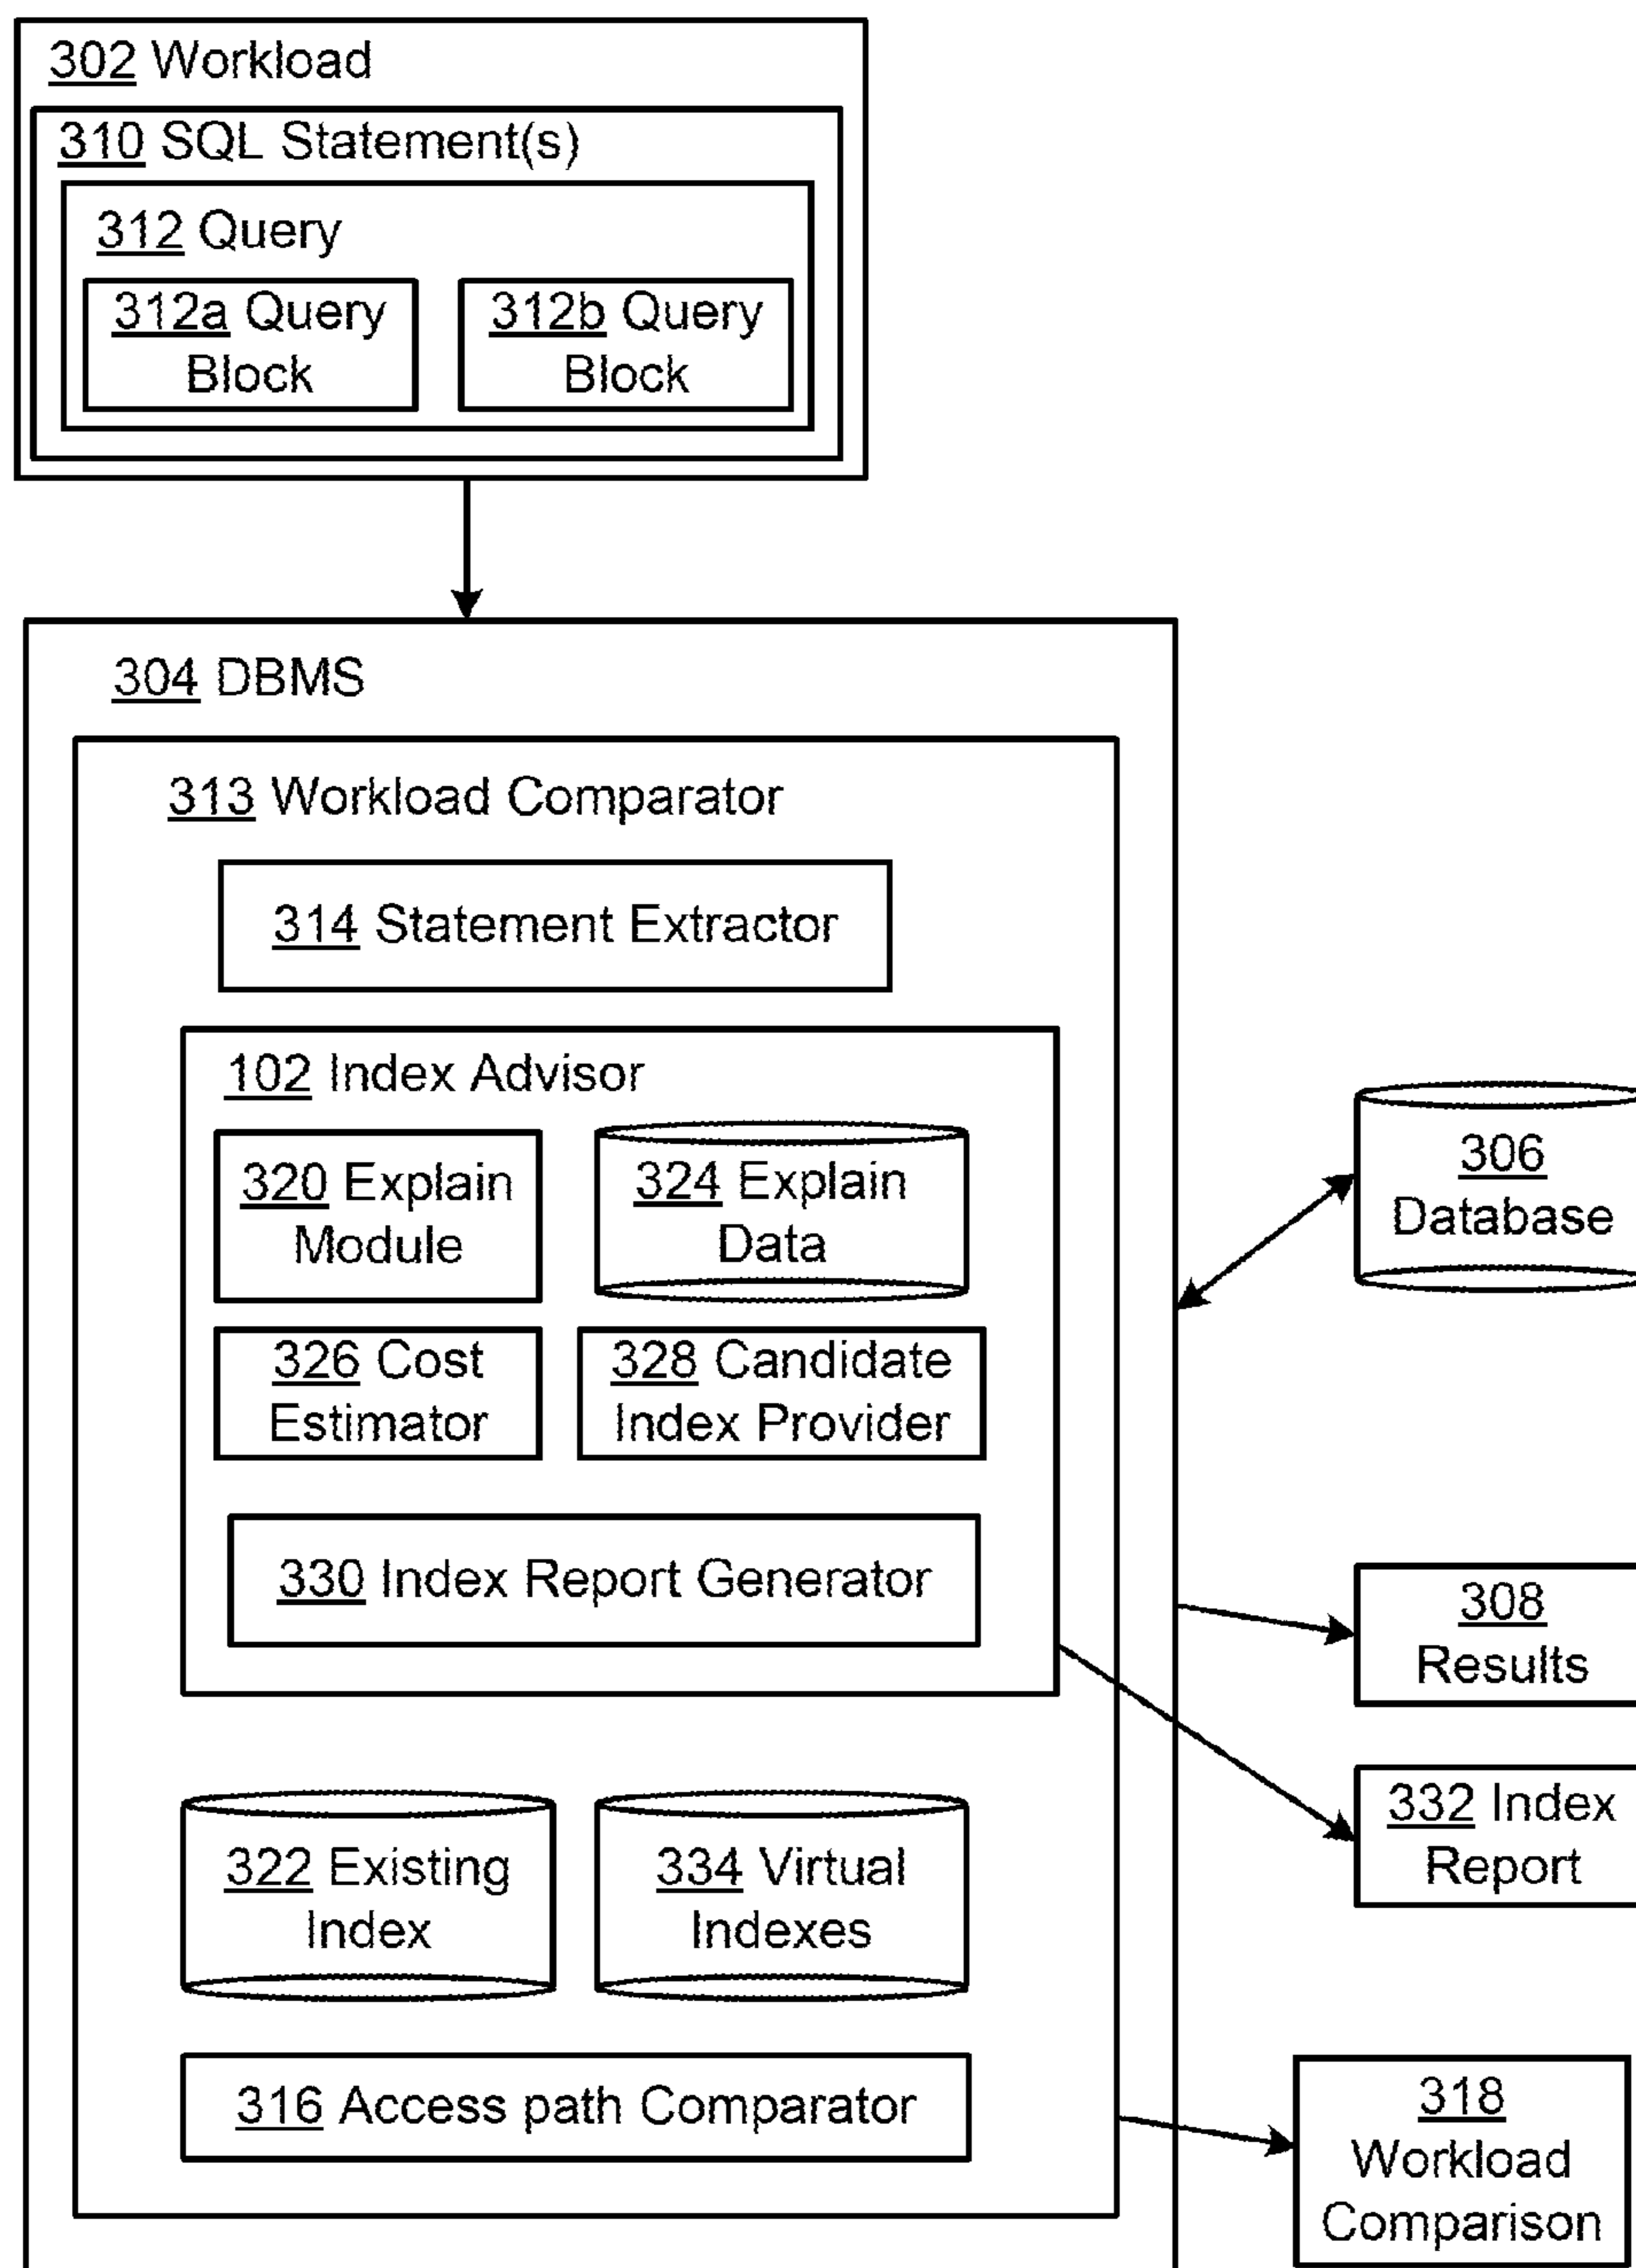 302 Workload
310 SQL Statement(s)
312 Query
312a Query
Block
312b Query
Block
304 DBMS
313 Workload Comparator
314 Statement Extractor
102 Index Advisor
320 Explain
Module
324 Explain
Data
326 Cost
Estimator
328 Candidate
Index Provider
330 Index Report Generator
322 Existing
Index
334 Virtual
Indexes
316 Access path Comparator
306
Database
308
Results
332 Index
Report
318
Workload
Comparison